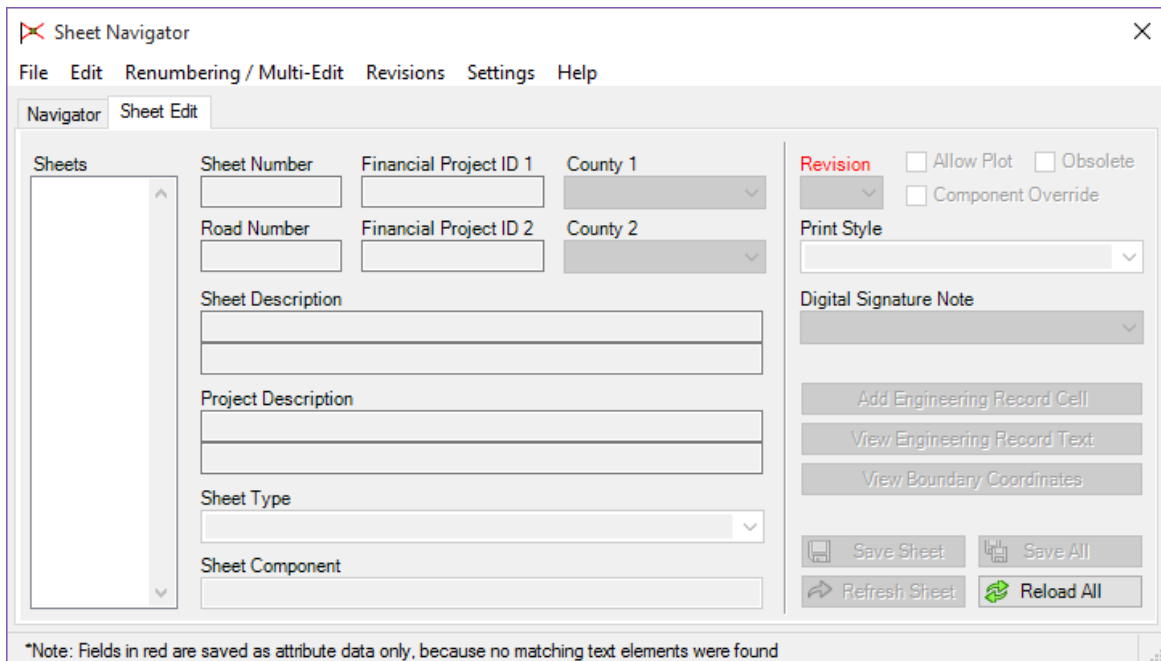 Sheet Navigator
File Edit Renumbering / Multi-Edit Revisions Settings Help
Navigator Sheet Edit
Sheets Sheet Number Financial Project ID 1 County 1 Revision Allow Plot Obsolete
Component Override
Road Number Financial Project ID 2 County 2 Print Style
Sheet Description Digital Signature Note
Project Description Add Engineering Record Cell
View Engineering Record Text
View Boundary Coordinates
Sheet Type
Save Sheet Save All
Sheet Component
Refresh Sheet Reload All
*Note: Fields in red are saved as attribute data only, because no matching text elements were found